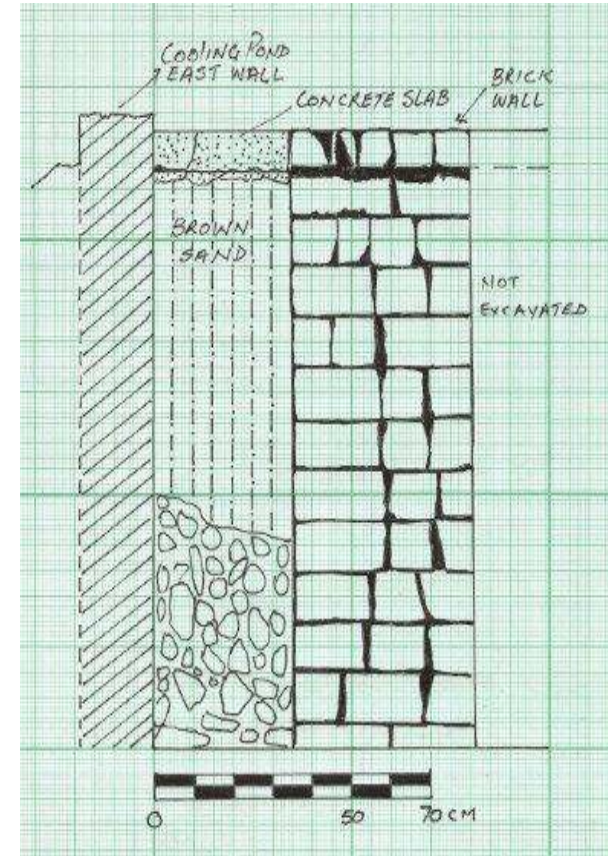 COOLING POND
EAST WALL
CONCRETE SLAB
BRICK
WALL
BROWN
SAND
NOT
EXCAVATED
0 50 70 CM